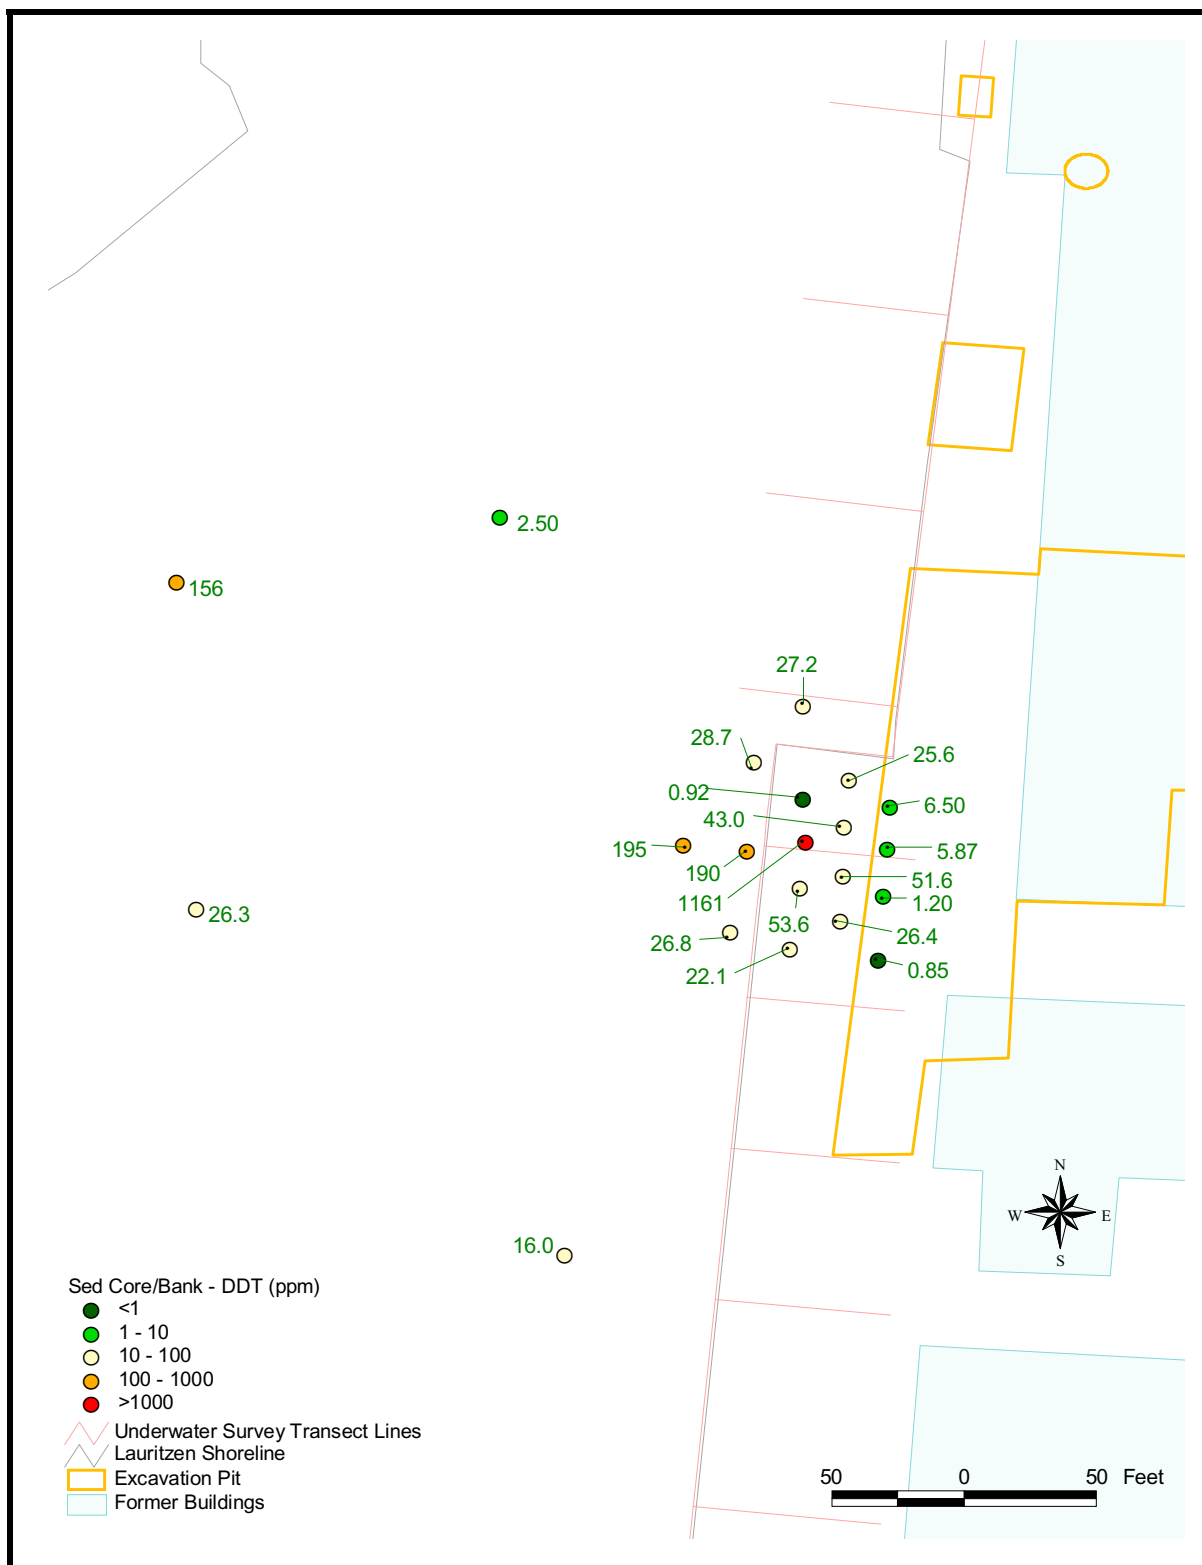 2.50
156
27.2
28.7
25.6
0.92
6.50
43.0
195
5.87
190
51.6
1161
1.20
26.3
53.6
26.4
26.8
0.85
22.1
N
W E
S
16.0
Sed Core/Bank - DDT (ppm)
<1
1 - 10
10 - 100
100 - 1000
>1000
Underwater Survey Transect Lines
Lauritzen Shoreline
Excavation Pit
Former Buildings
50 0 50 Feet